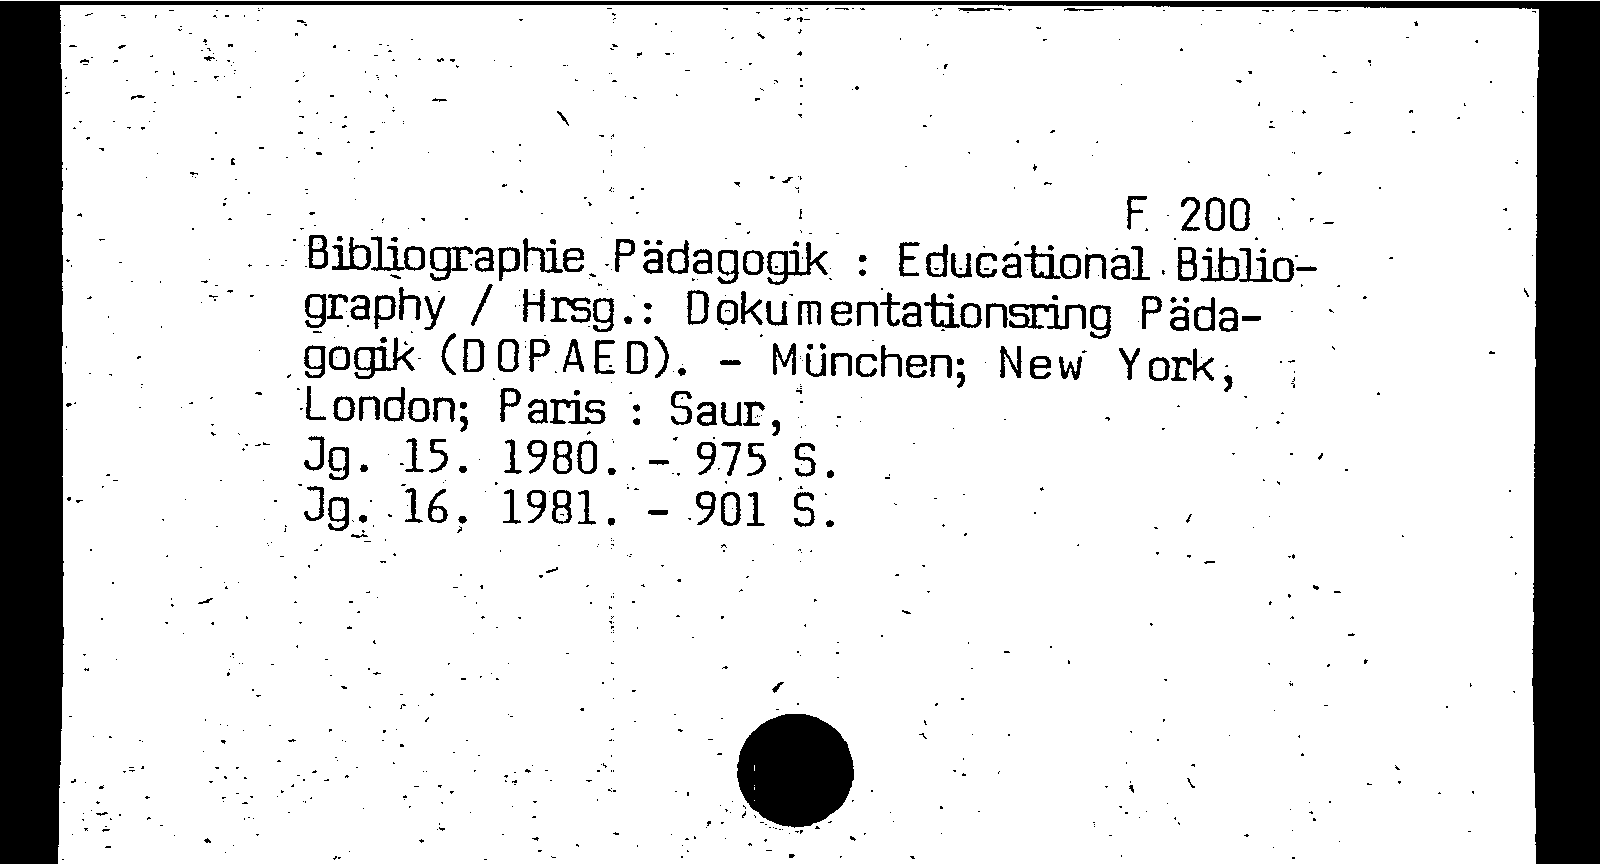 F 200
Bibliographie Pädagogik : Educational Biblio-
graphy / Hrsg.: Dokumentationsring Päda-
gogik (DOPAED). - München; New York,
London; Paris : Saur,
Jg. 15. 1980. - 975 S.
Jg. 16. 1981. - 901 S.